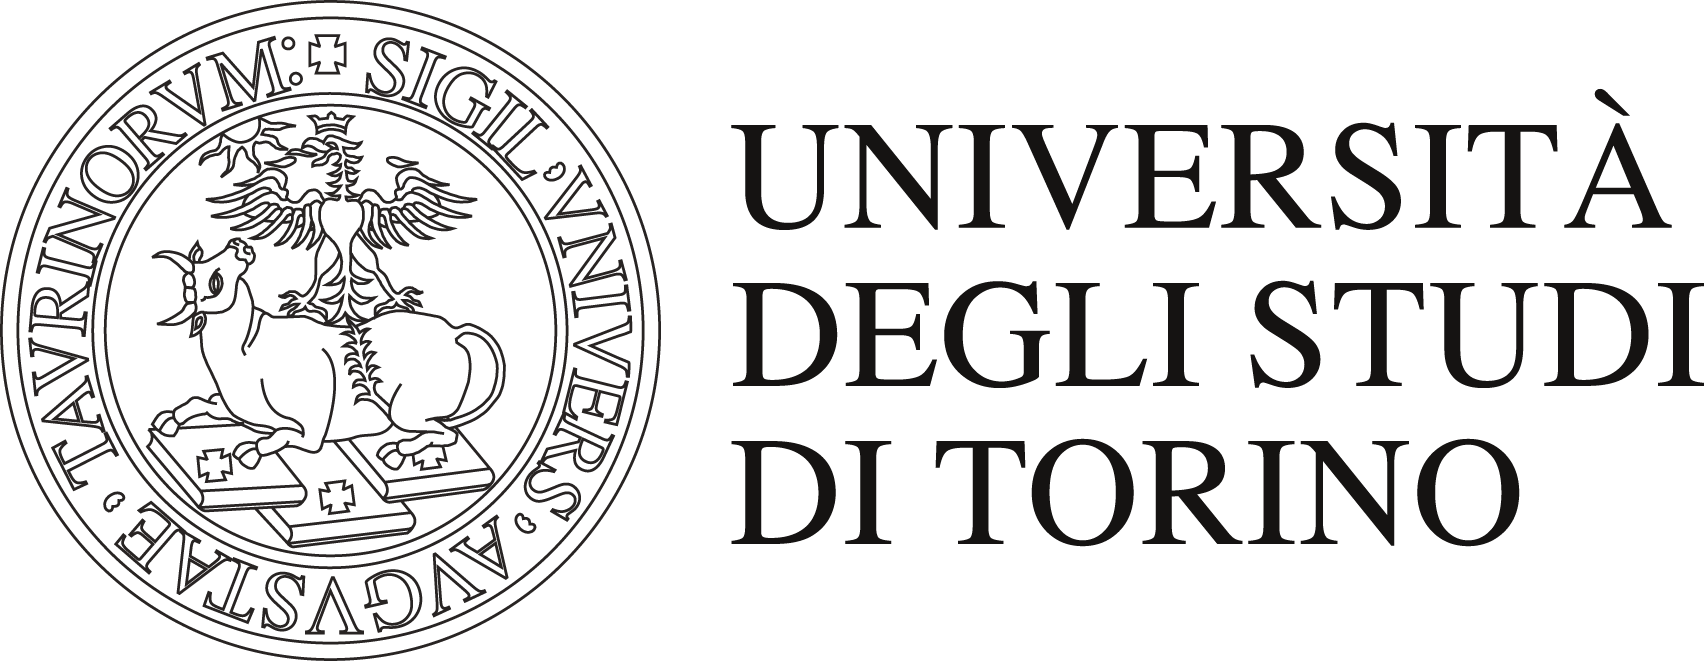 SIGIL VNIVERS AVGVSTAE TAVRINORVM:
UNIVERSITÀ
DEGLI STUDI
DI TORINO